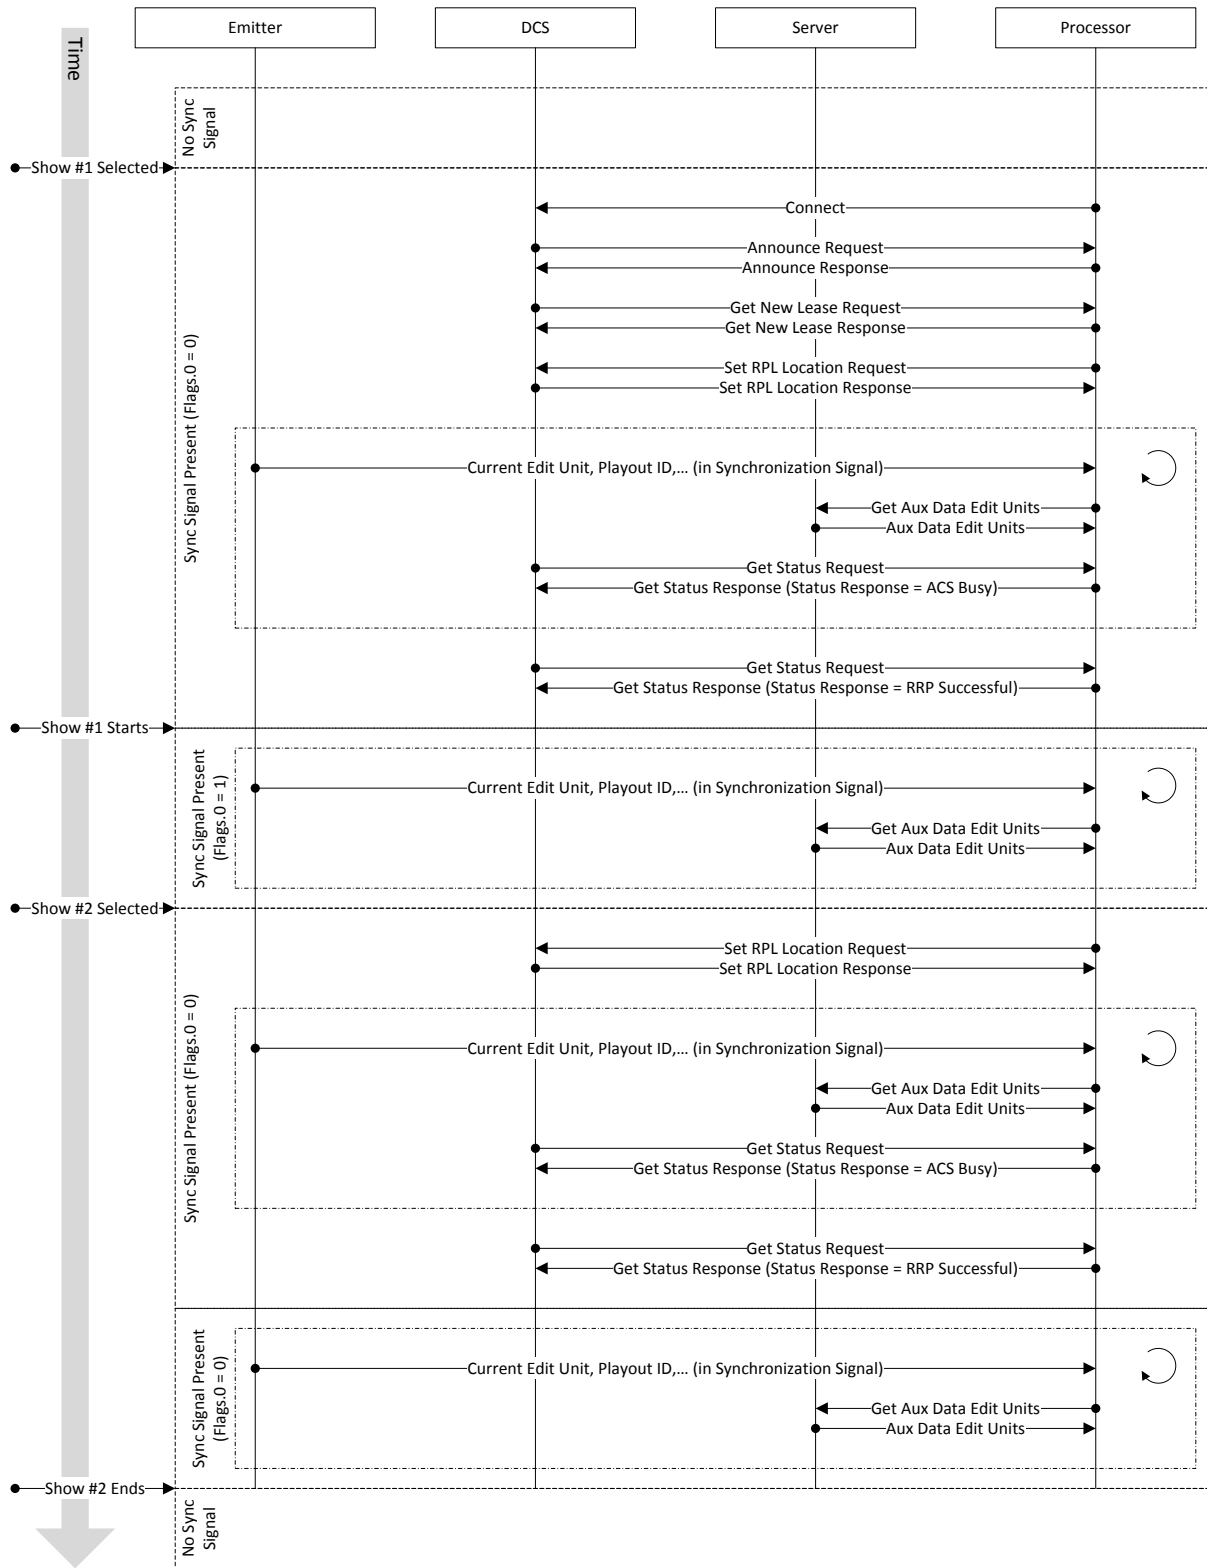 Emitter
DCS
Server
Processor
Time
No Sync
Signal
Show #1 Selected
Sync Signal Present (Flags.0 = 0)
Connect
Announce Request
Announce Response
Get New Lease Request
Get New Lease Response
Set RPL Location Request
Set RPL Location Response
Current Edit Unit, Playout ID,... (in Synchronization Signal)
Get Aux Data Edit Units
Aux Data Edit Units
Get Status Request
Get Status Response (Status Response = ACS Busy)
Get Status Request
Get Status Response (Status Response = RRP Successful)
Show #1 Starts
Sync Signal Present
(Flags.0 = 1)
Current Edit Unit, Playout ID,... (in Synchronization Signal)
Get Aux Data Edit Units
Aux Data Edit Units
Show #2 Selected
Sync Signal Present (Flags.0 = 0)
Set RPL Location Request
Set RPL Location Response
Current Edit Unit, Playout ID,... (in Synchronization Signal)
Get Aux Data Edit Units
Aux Data Edit Units
Get Status Request
Get Status Response (Status Response = ACS Busy)
Get Status Request
Get Status Response (Status Response = RRP Successful)
Sync Signal Present
(Flags.0 = 0)
Current Edit Unit, Playout ID,... (in Synchronization Signal)
Get Aux Data Edit Units
Aux Data Edit Units
Show #2 Ends
No Sync
Signal